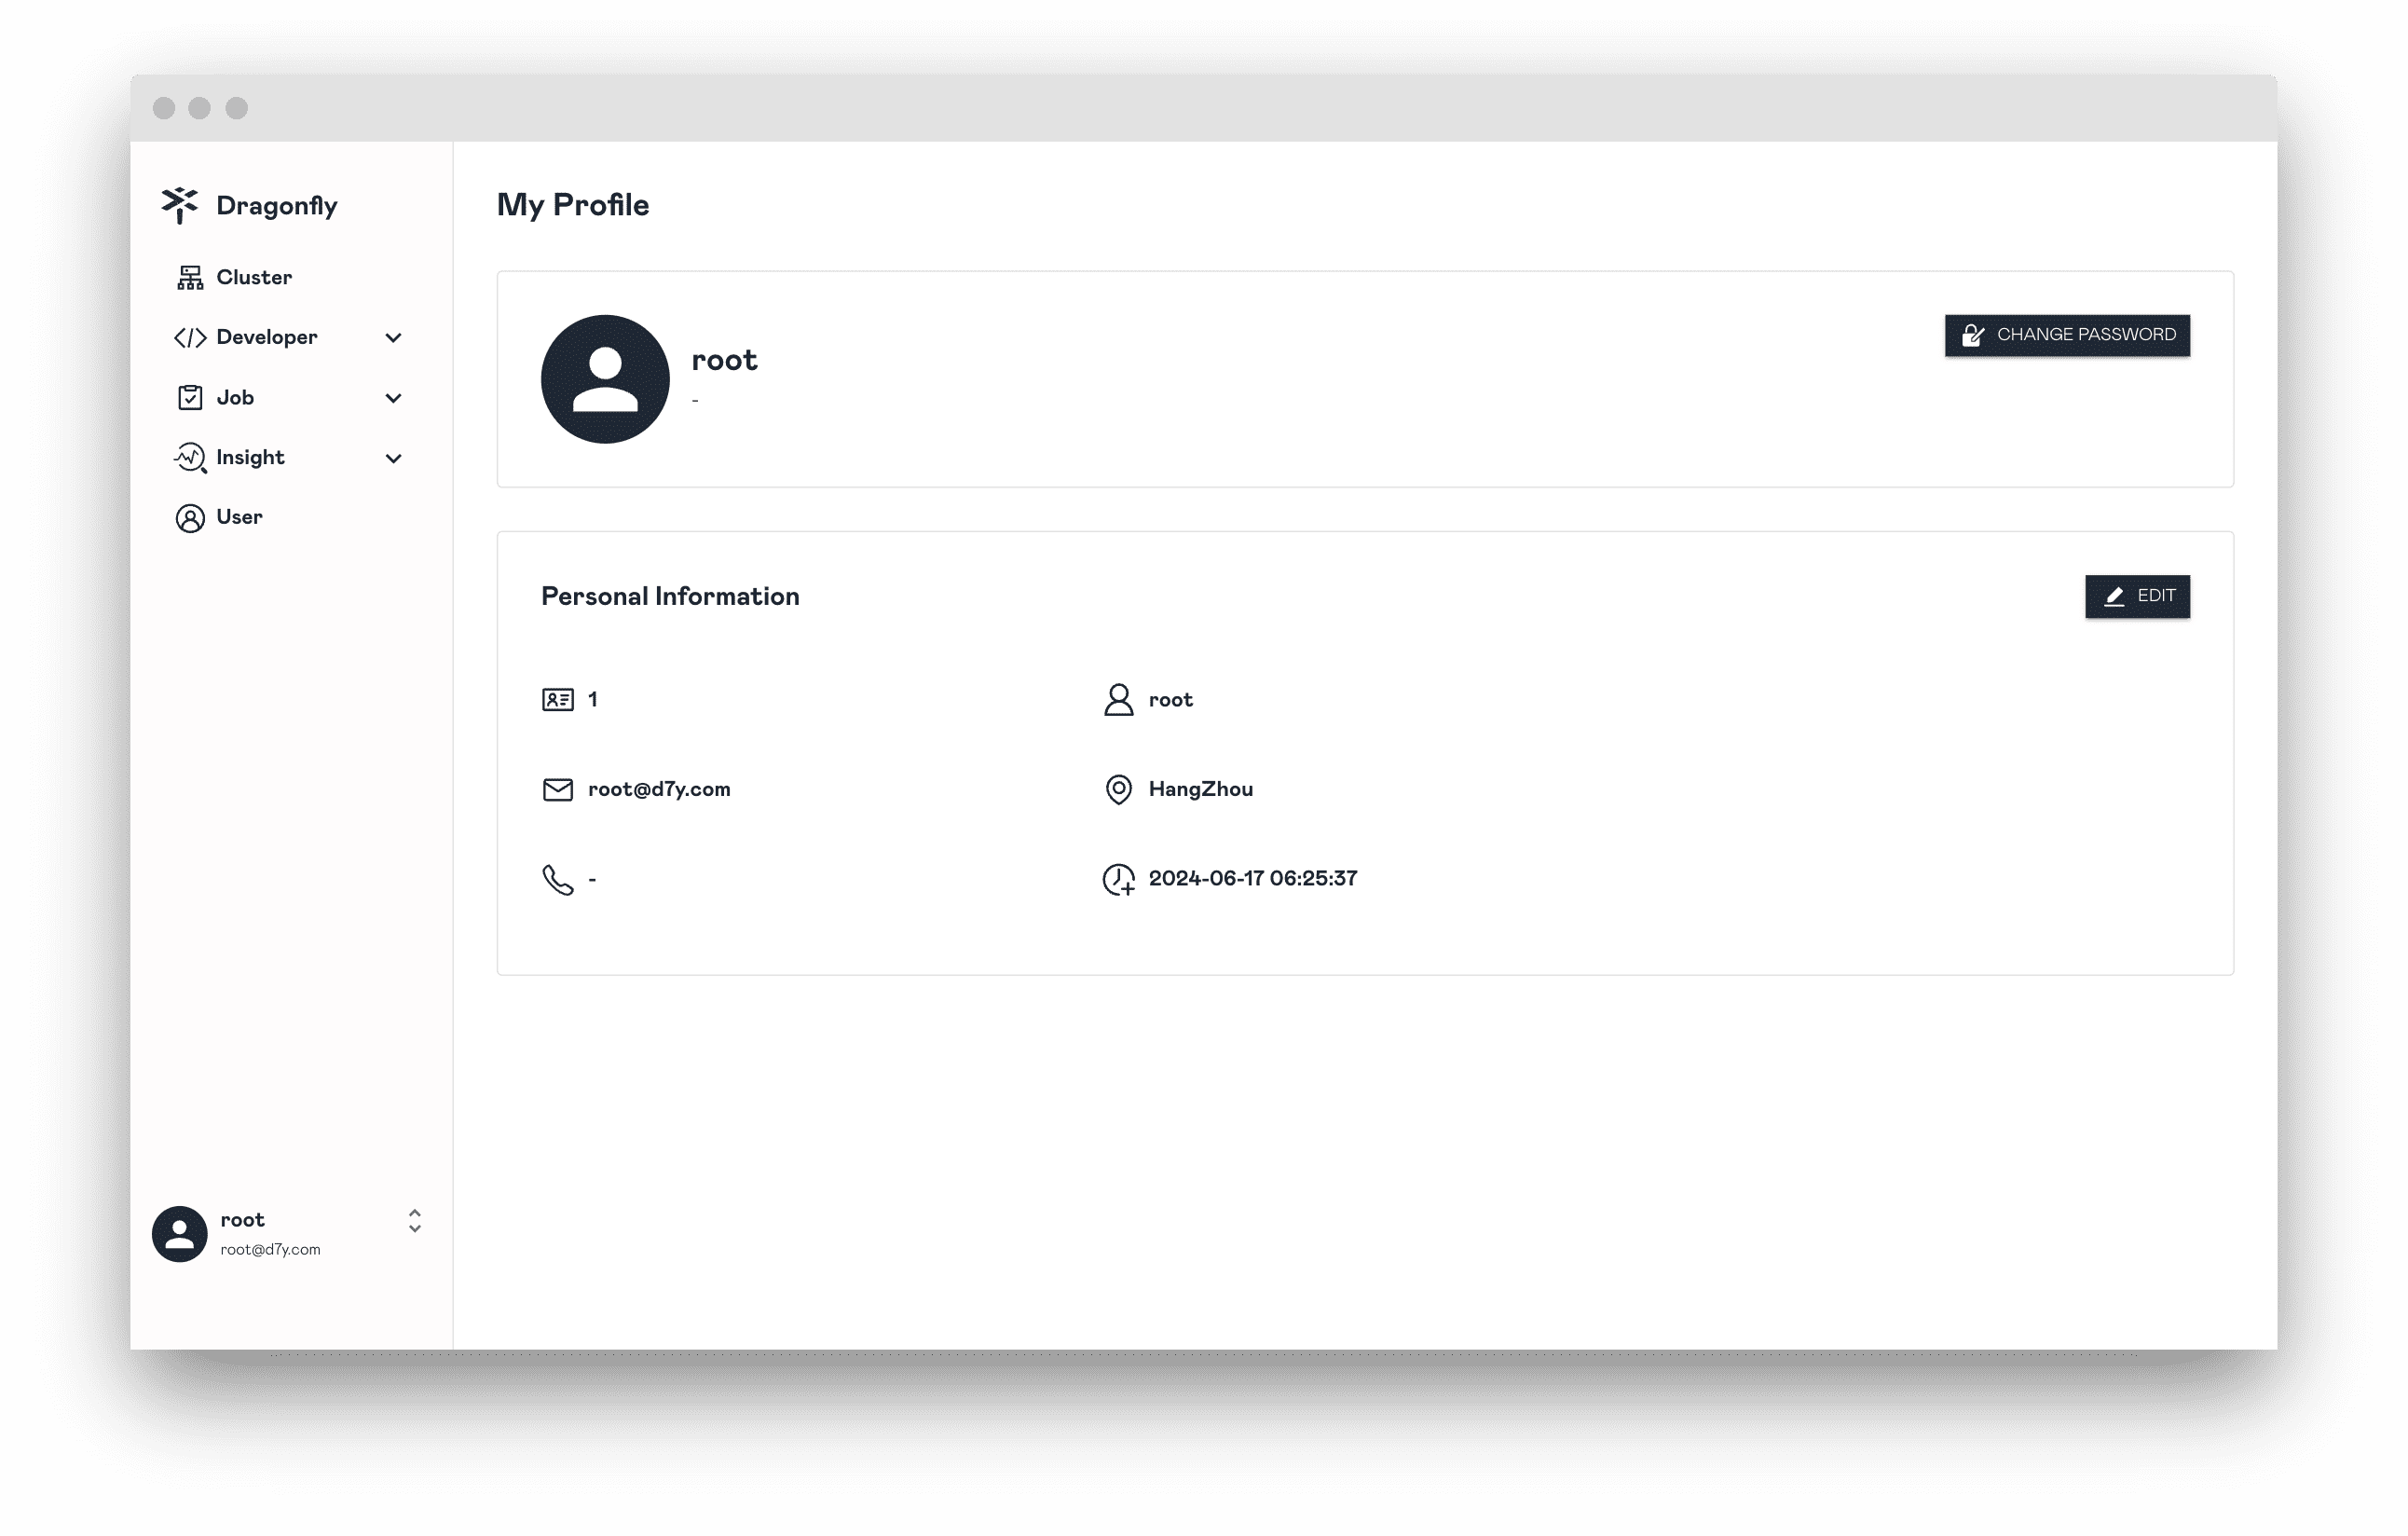 Dragonfly
Cluster
Developer
Job
Insight
User
root
root@d7y.com
My Profile
root
-
CHANGE PASSWORD
Personal Information
EDIT
1
root
root@d7y.com
HangZhou
-
2024-06-17 06:25:37